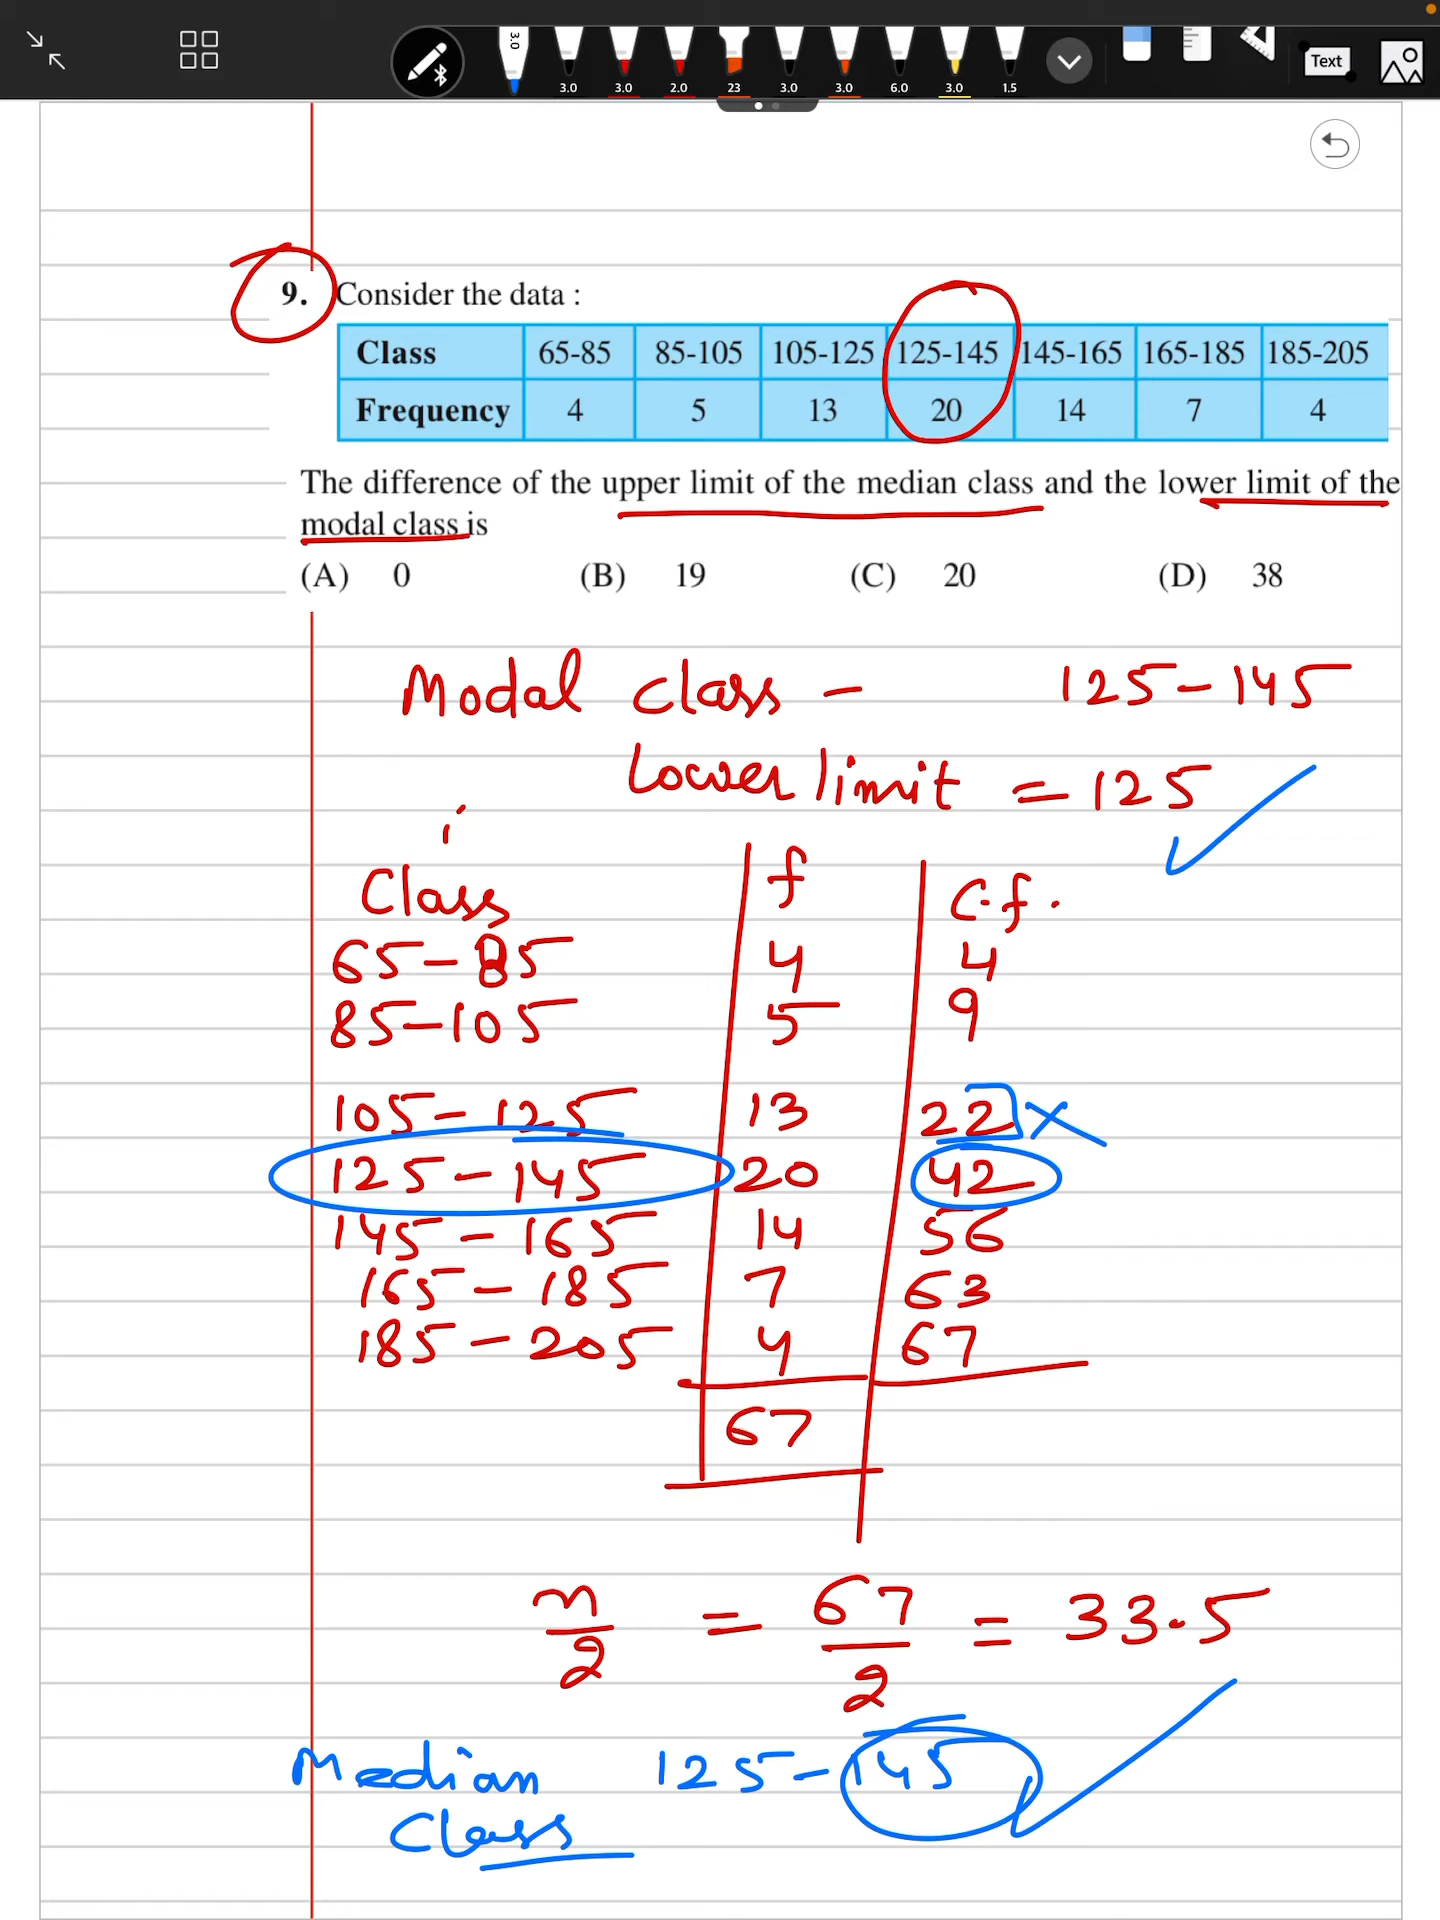 3.0 3.0 3.0 2.0 23 3.0 3.0 6.0 3.0 1.5 Text
9. Consider the data :
Class 65-85 85-105 105-125 125-145 145-165 165-185 185-205
Frequency 4 5 13 20 14 7 4
The difference of the upper limit of the median class and the lower limit of the
modal class is
(A) 0 (B) 19 (C) 20 (D) 38
Modal class – 125-145
Lower limit = 125
Class f C.f.
65-85 4 4
85-105 5 9
105-125 13 22
125-145 20 42
145-165 14 56
165-185 7 63
185-205 4 67
67
n/2 = 67/2 = 33.5
Median 125-145
Class